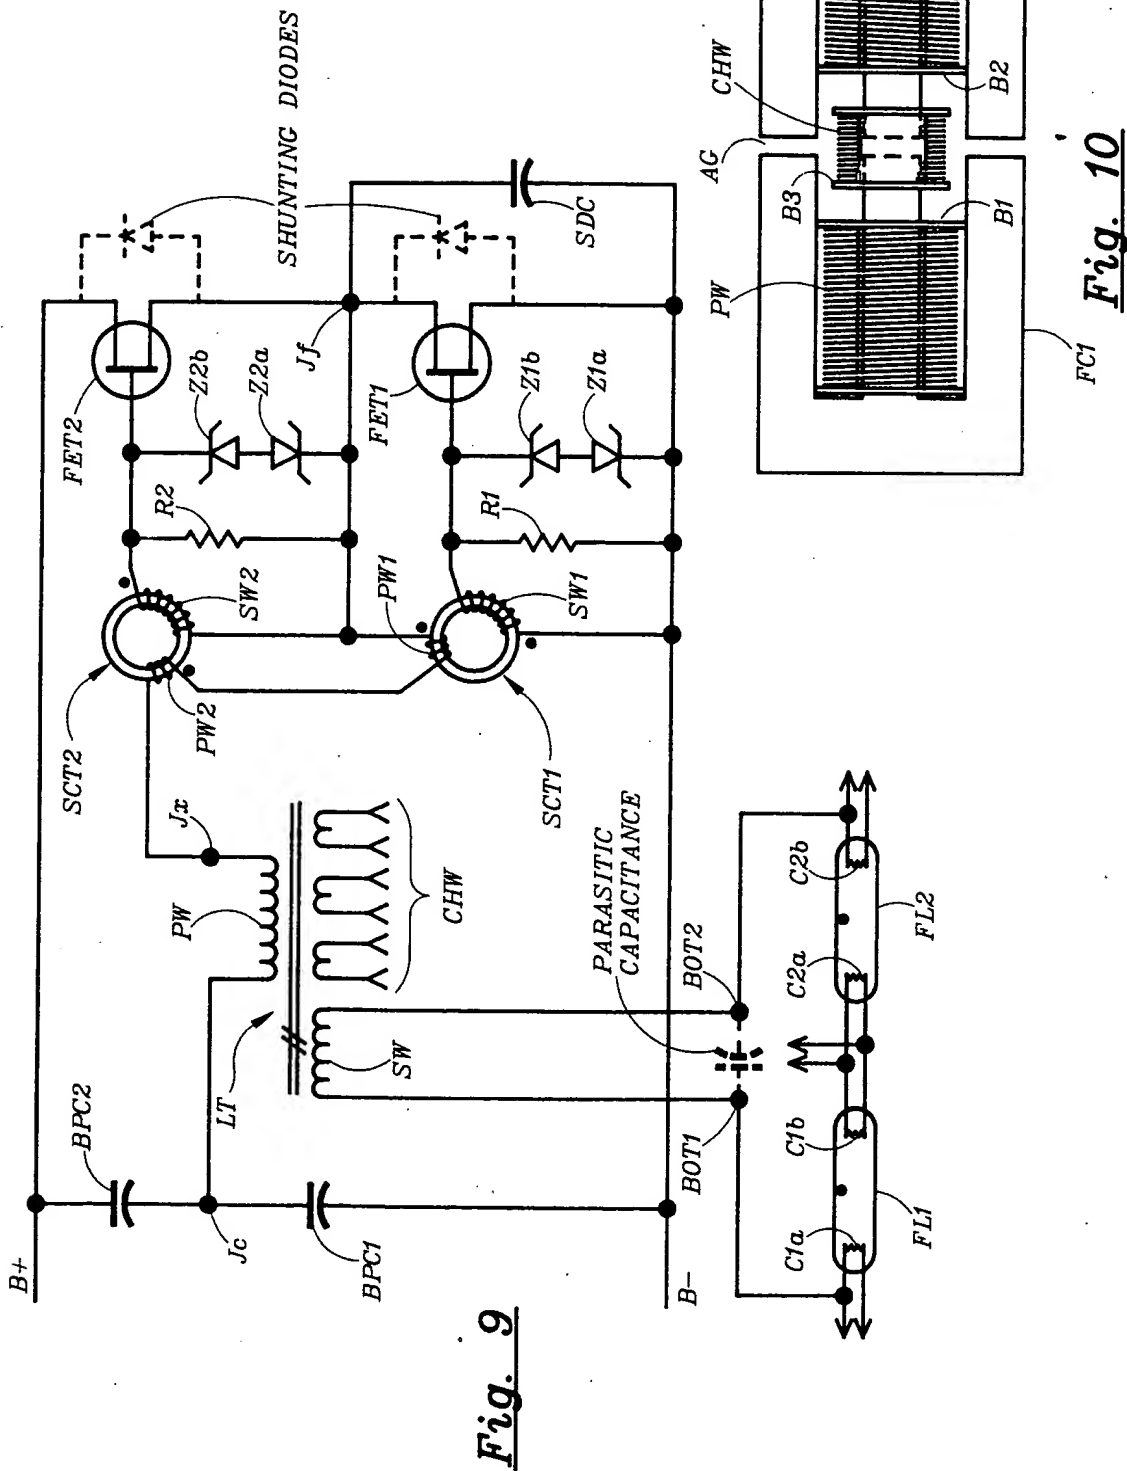 B+
BPC2
Jc
BPC1
B-
LT
PW
Jx
SW
CHW
SCT2
PW2
SW2
R2
FET2
Z2b
Z2a
Jf
PW1
SCT1
SW1
R1
FET1
Z1b
Z1a
SHUNTING DIODES
SDC
PARASITIC
CAPACITANCE
BOT1
BOT2
C1a
C1b
C2a
C2b
FL1
FL2
Fig. 9
PW
B3
AG
CHW
B1
B2
FC1
Fig. 10